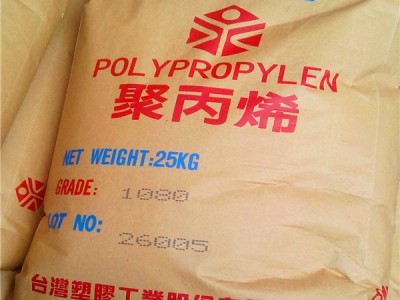 POLYPROPYLEN
聚丙烯
NET WEIGHT:25KG
GRADE: 1080
LOT NO: 26005
台灣塑膠工業股份